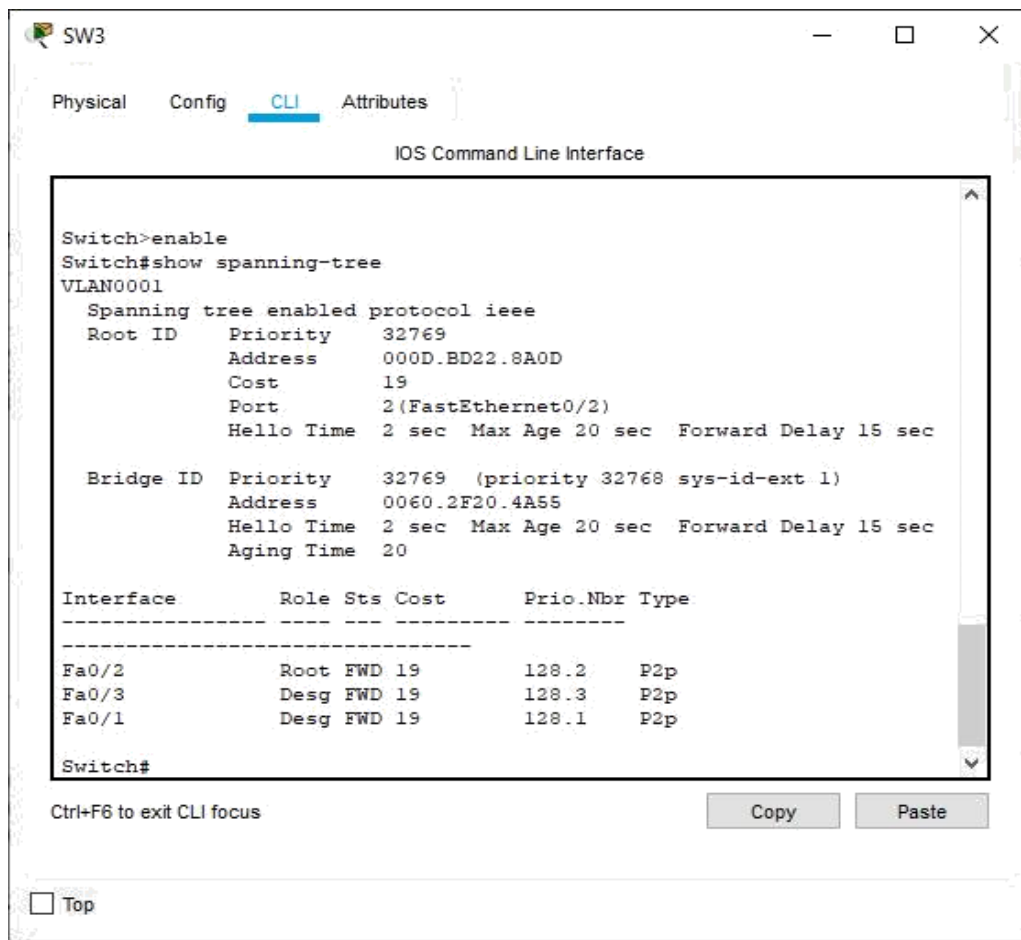 SW3
Physical Config CLI Attributes
IOS Command Line Interface
Switch>enable
Switch#show spanning-tree
VLAN0001
  Spanning tree enabled protocol ieee
  Root ID    Priority    32769
             Address     000D.BD22.8A0D
             Cost        19
             Port        2(FastEthernet0/2)
             Hello Time  2 sec  Max Age 20 sec  Forward Delay 15 sec

  Bridge ID  Priority    32769  (priority 32768 sys-id-ext 1)
             Address     0060.2F20.4A55
             Hello Time  2 sec  Max Age 20 sec  Forward Delay 15 sec
             Aging Time  20

Interface        Role Sts Cost      Prio.Nbr Type
---------------- ---- --- --------- --------
--------------------------------
Fa0/2            Root FWD 19        128.2    P2p
Fa0/3            Desg FWD 19        128.3    P2p
Fa0/1            Desg FWD 19        128.1    P2p

Switch#
Ctrl+F6 to exit CLI focus
Copy Paste
Top